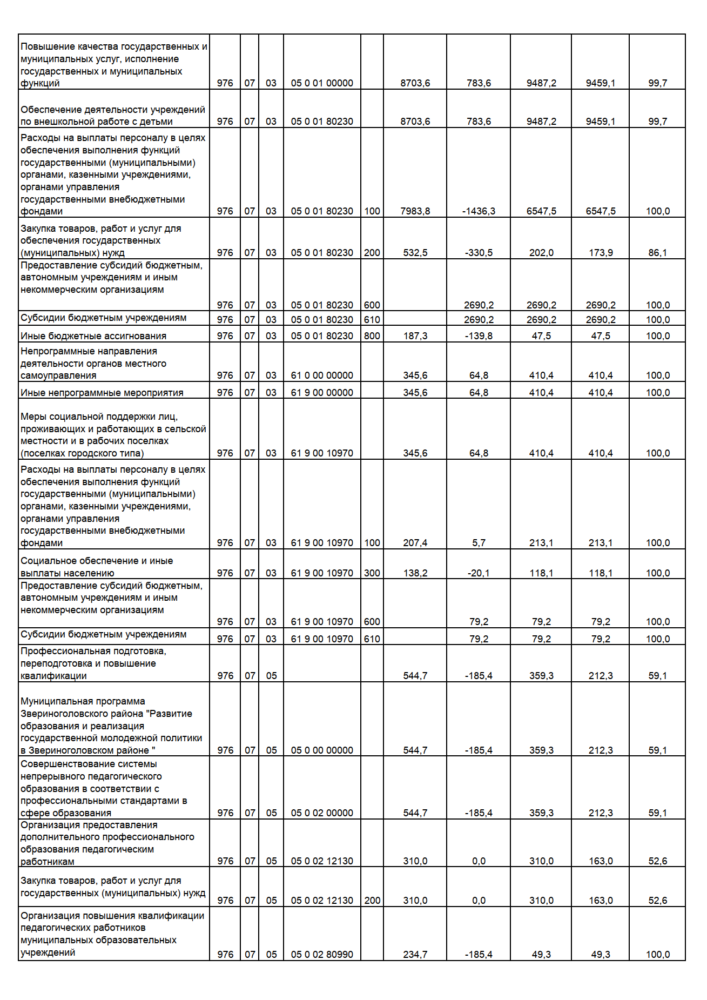 Повышение качества государственных и
муниципальных услуг, исполнение
государственных и муниципальных
функций 976 07 03 05 0 01 00000 8703,6 783,6 9487,2 9459,1 99,7
Обеспечение деятельности учреждений
по внешкольной работе с детьми 976 07 03 05 0 01 80230 8703,6 783,6 9487,2 9459,1 99,7
Расходы на выплаты персоналу в целях
обеспечения выполнения функций
государственными (муниципальными)
органами, казенными учреждениями,
органами управления
государственными внебюджетными
фондами 976 07 03 05 0 01 80230 100 7983,8 -1436,3 6547,5 6547,5 100,0
Закупка товаров, работ и услуг для
обеспечения государственных
(муниципальных) нужд 976 07 03 05 0 01 80230 200 532,5 -330,5 202,0 173,9 86,1
Предоставление субсидий бюджетным,
автономным учреждениям и иным
некоммерческим организациям
976 07 03 05 0 01 80230 600 2690,2 2690,2 2690,2 100,0
Субсидии бюджетным учреждениям 976 07 03 05 0 01 80230 610 2690,2 2690,2 2690,2 100,0
Иные бюджетные ассигнования 976 07 03 05 0 01 80230 800 187,3 -139,8 47,5 47,5 100,0
Непрограммные направления
деятельности органов местного
самоуправления 976 07 03 61 0 00 00000 345,6 64,8 410,4 410,4 100,0
Иные непрограммные мероприятия 976 07 03 61 9 00 00000 345,6 64,8 410,4 410,4 100,0
Меры социальной поддержки лиц,
проживающих и работающих в сельской
местности и в рабочих поселках
(поселках городского типа) 976 07 03 61 9 00 10970 345,6 64,8 410,4 410,4 100,0
Расходы на выплаты персоналу в целях
обеспечения выполнения функций
государственными (муниципальными)
органами, казенными учреждениями,
органами управления
государственными внебюджетными
фондами 976 07 03 61 9 00 10970 100 207,4 5,7 213,1 213,1 100,0
Социальное обеспечение и иные
выплаты населению 976 07 03 61 9 00 10970 300 138,2 -20,1 118,1 118,1 100,0
Предоставление субсидий бюджетным,
автономным учреждениям и иным
некоммерческим организациям
976 07 03 61 9 00 10970 600 79,2 79,2 79,2 100,0
Субсидии бюджетным учреждениям 976 07 03 61 9 00 10970 610 79,2 79,2 79,2 100,0
Профессиональная подготовка,
переподготовка и повышение
квалификации 976 07 05 544,7 -185,4 359,3 212,3 59,1
Муниципальная программа
Звериноголовского района "Развитие
образования и реализация
государственной молодежной политики
в Звериноголовском районе " 976 07 05 05 0 00 00000 544,7 -185,4 359,3 212,3 59,1
Совершенствование системы
непрерывного педагогического
образования в соответствии с
профессиональными стандартами в
сфере образования 976 07 05 05 0 02 00000 544,7 -185,4 359,3 212,3 59,1
Организация предоставления
дополнительного профессионального
образования педагогическим
работникам 976 07 05 05 0 02 12130 310,0 0,0 310,0 163,0 52,6
Закупка товаров, работ и услуг для
государственных (муниципальных) нужд
976 07 05 05 0 02 12130 200 310,0 0,0 310,0 163,0 52,6
Организация повышения квалификации
педагогических работников
муниципальных образовательных
учреждений 976 07 05 05 0 02 80990 234,7 -185,4 49,3 49,3 100,0